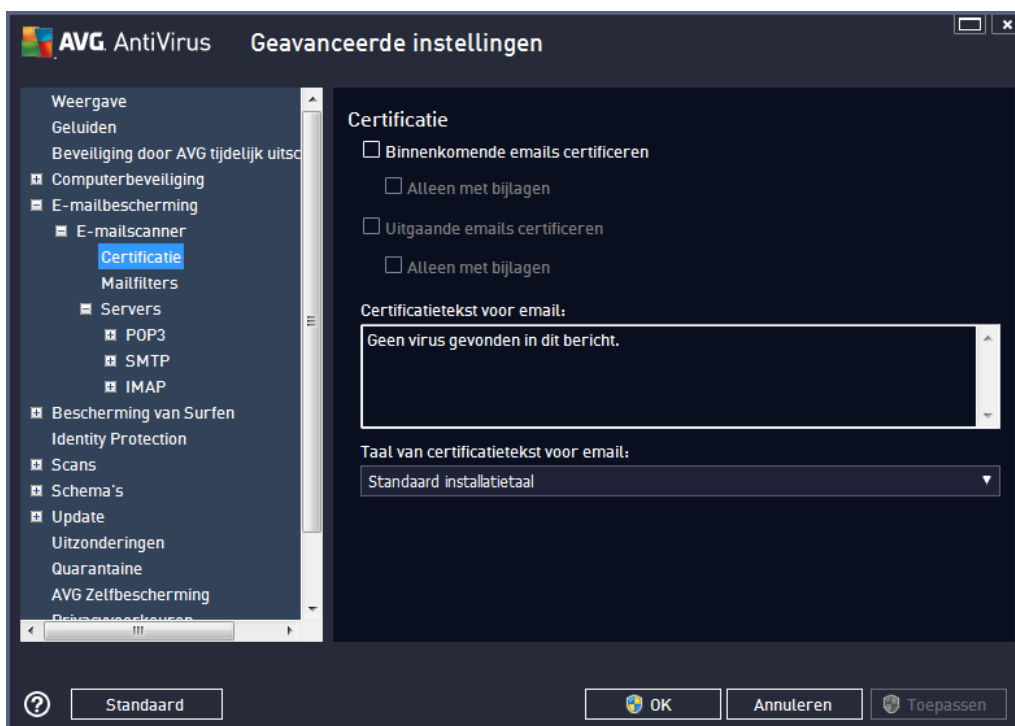 AVG. AntiVirus Geavanceerde instellingen
Weergave
Geluiden
Beveiliging door AVG tijdelijk uitsc
Computerbeveiliging
E-mailbescherming
E-mailscanner
Certificatie
Mailfilters
Servers
POP3
SMTP
IMAP
Bescherming van Surfen
Identity Protection
Scans
Schema's
Update
Uitzonderingen
Quarantaine
AVG Zelfbescherming
Privacyvoorkeuren
Certificatie
Binnenkomende emails certificeren
Alleen met bijlagen
Uitgaande emails certificeren
Alleen met bijlagen
Certificatietekst voor email:
Geen virus gevonden in dit bericht.
Taal van certificatietekst voor email:
Standaard installatietaal
Standaard
OK
Annuleren
Toepassen